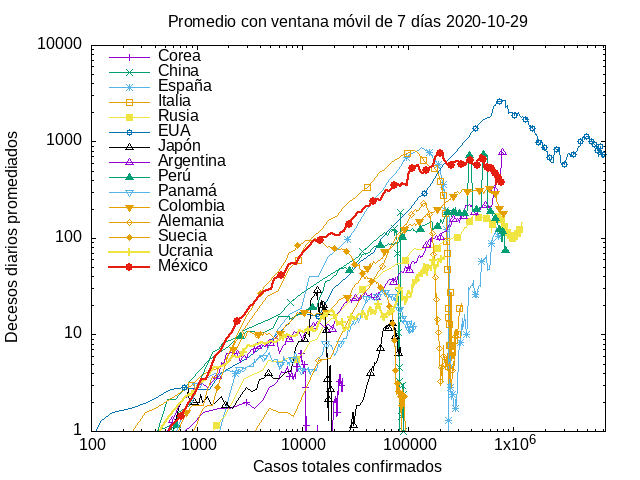 Promedio con ventana móvil de 7 días 2020-10-29
Decesos diarios promediados
10000
1000
100
10
1
Corea
China
España
Italia
Rusia
EUA
Japón
Argentina
Perú
Panamá
Colombia
Alemania
Suecia
Ucrania
México
100 1000 10000 100000 1x10⁶
Casos totales confirmados